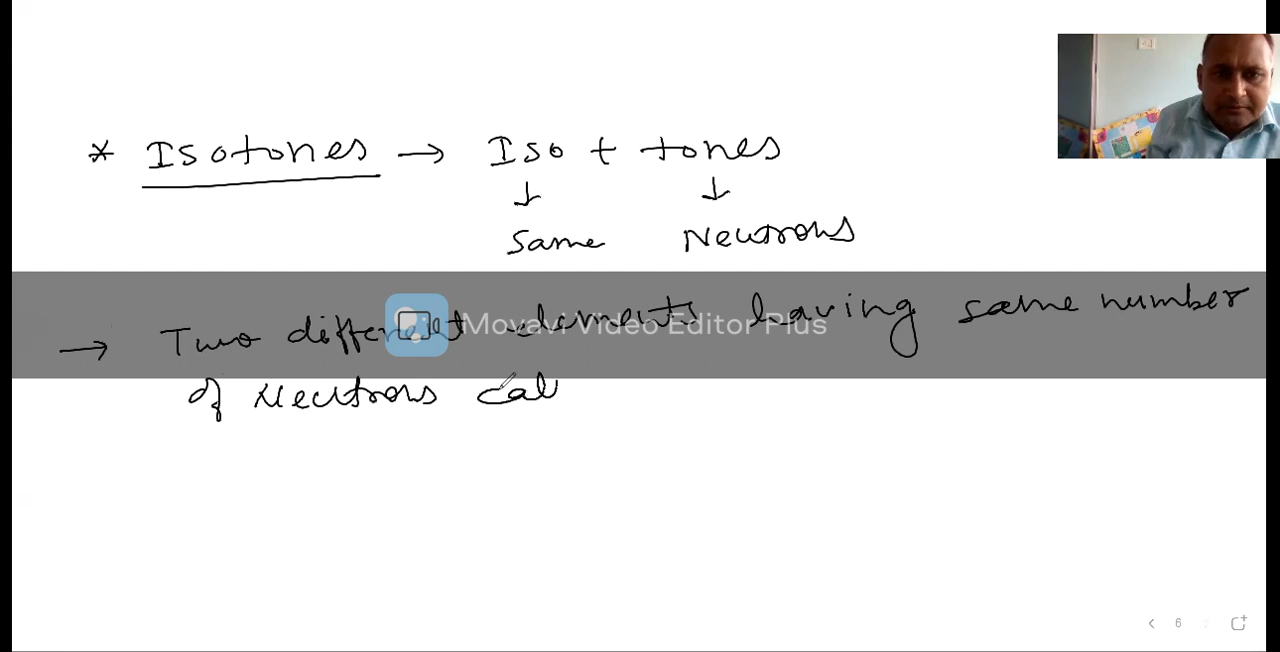 * Isotones → Iso + tones
↓ ↓
Same Neutrons
→ Two different elements having same number
Movavi Video Editor Plus
of Neutrons cal
6